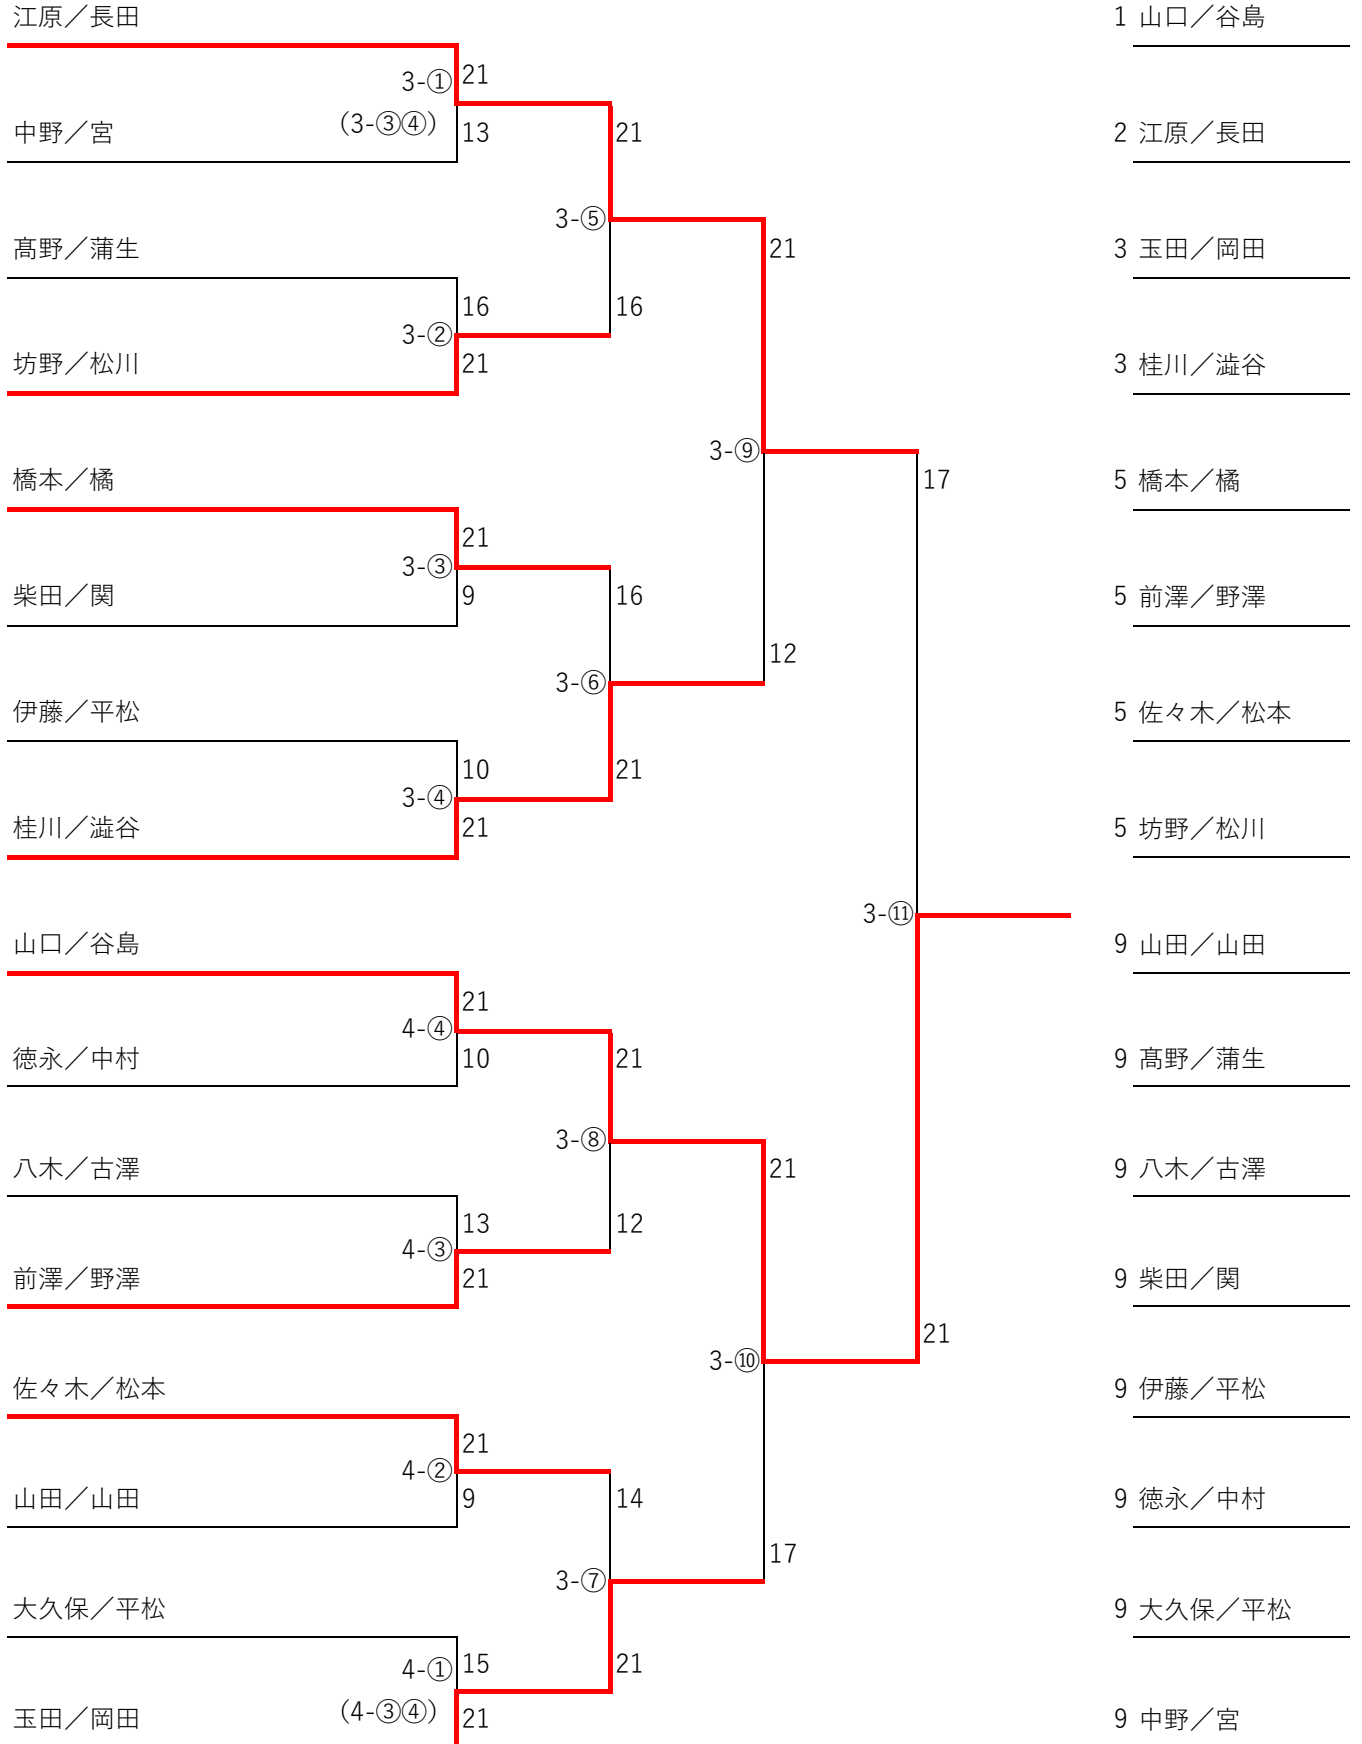 江原／長田
3-①
21
(3-③④)
中野／宮
13
21
3-⑤
髙野／蒲生
21
16
16
3-②
坊野／松川
21
3-⑨
橋本／橘
17
21
3-③
柴田／関
9
16
12
3-⑥
伊藤／平松
10
21
3-④
桂川／澁谷
21
3-⑪
山口／谷島
21
4-④
徳永／中村
10
21
3-⑧
八木／古澤
21
13
12
4-③
前澤／野澤
21
21
3-⑩
佐々木／松本
21
4-②
山田／山田
9
14
17
3-⑦
大久保／平松
4-①
15
21
(4-③④)
玉田／岡田
21
1 山口／谷島
2 江原／長田
3 玉田／岡田
3 桂川／澁谷
5 橋本／橘
5 前澤／野澤
5 佐々木／松本
5 坊野／松川
9 山田／山田
9 髙野／蒲生
9 八木／古澤
9 柴田／関
9 伊藤／平松
9 徳永／中村
9 大久保／平松
9 中野／宮